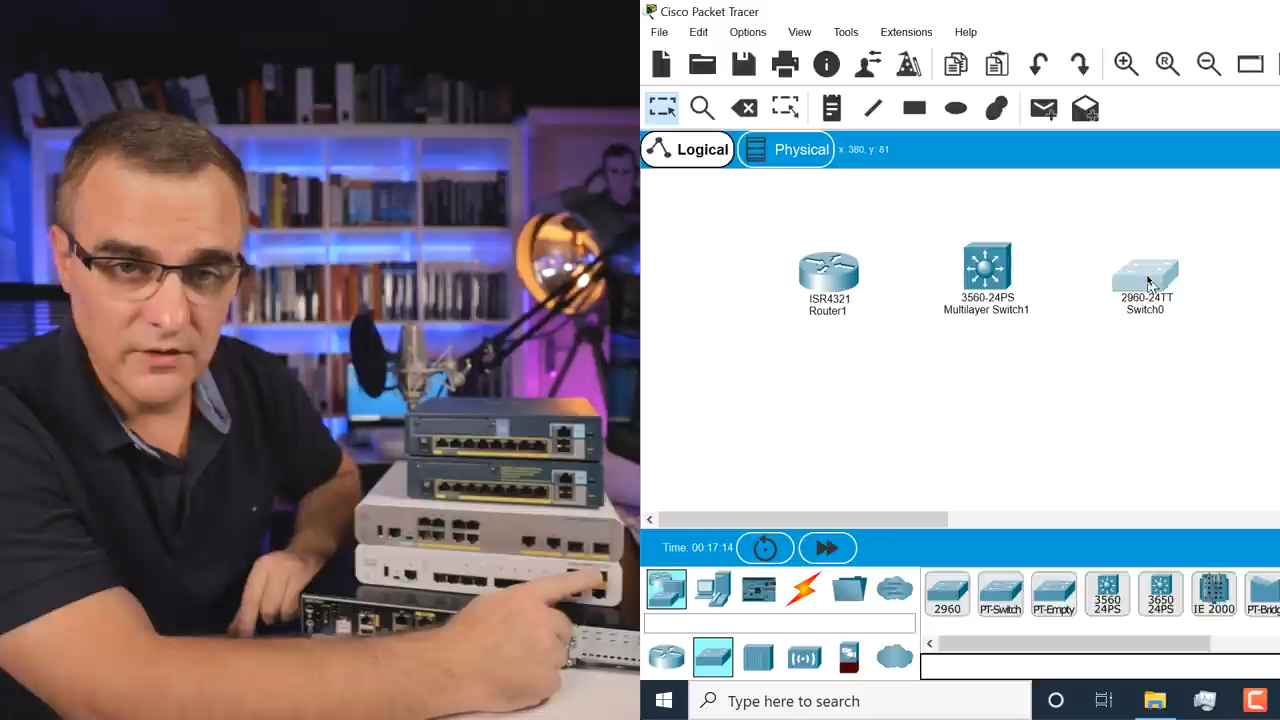 Cisco Packet Tracer
File Edit Options View Tools Extensions Help
Logical Physical x: 380, y: 81
ISR4321
Router1
3560-24PS
Multilayer Switch1
2960-24TT
Switch0
Time: 00:17:14
2960
PT-Switch
PT-Empty
3560
24PS
3650
24PS
IE 2000
PT-Brid
Type here to search